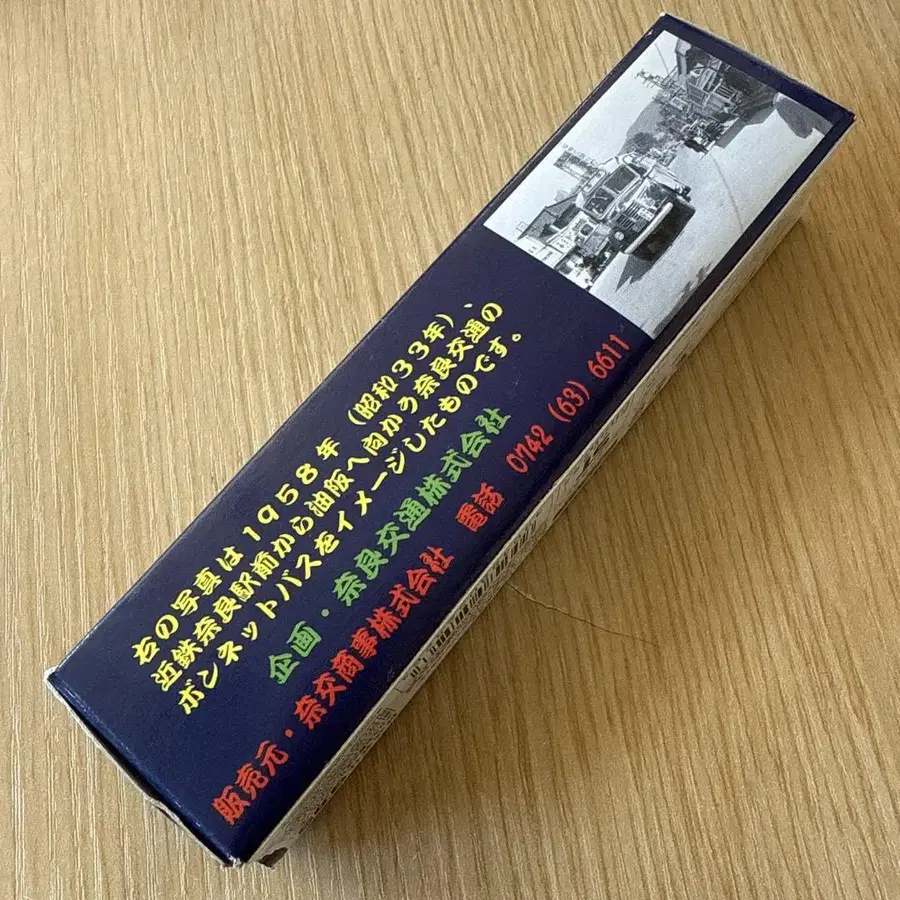 この写真は1958年（昭和33年）、
近鉄奈良駅前から油阪へ向かう奈良交通の
ボンネットバスをイメージしたものです。
企画・奈良交通株式会社
販売元・奈交商事株式会社　電話　0742（63）6611